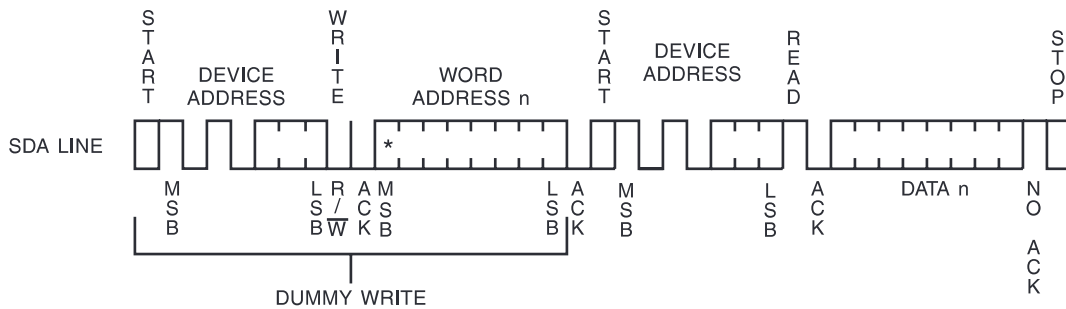 START
WRITE
START
READ
STOP
DEVICE
ADDRESS
WORD
ADDRESS n
DEVICE
ADDRESS
SDA LINE
*
MSB
LSB
R/W
ACK
MSB
LSB
ACK
MSB
LSB
ACK
DATA n
NO ACK
DUMMY WRITE